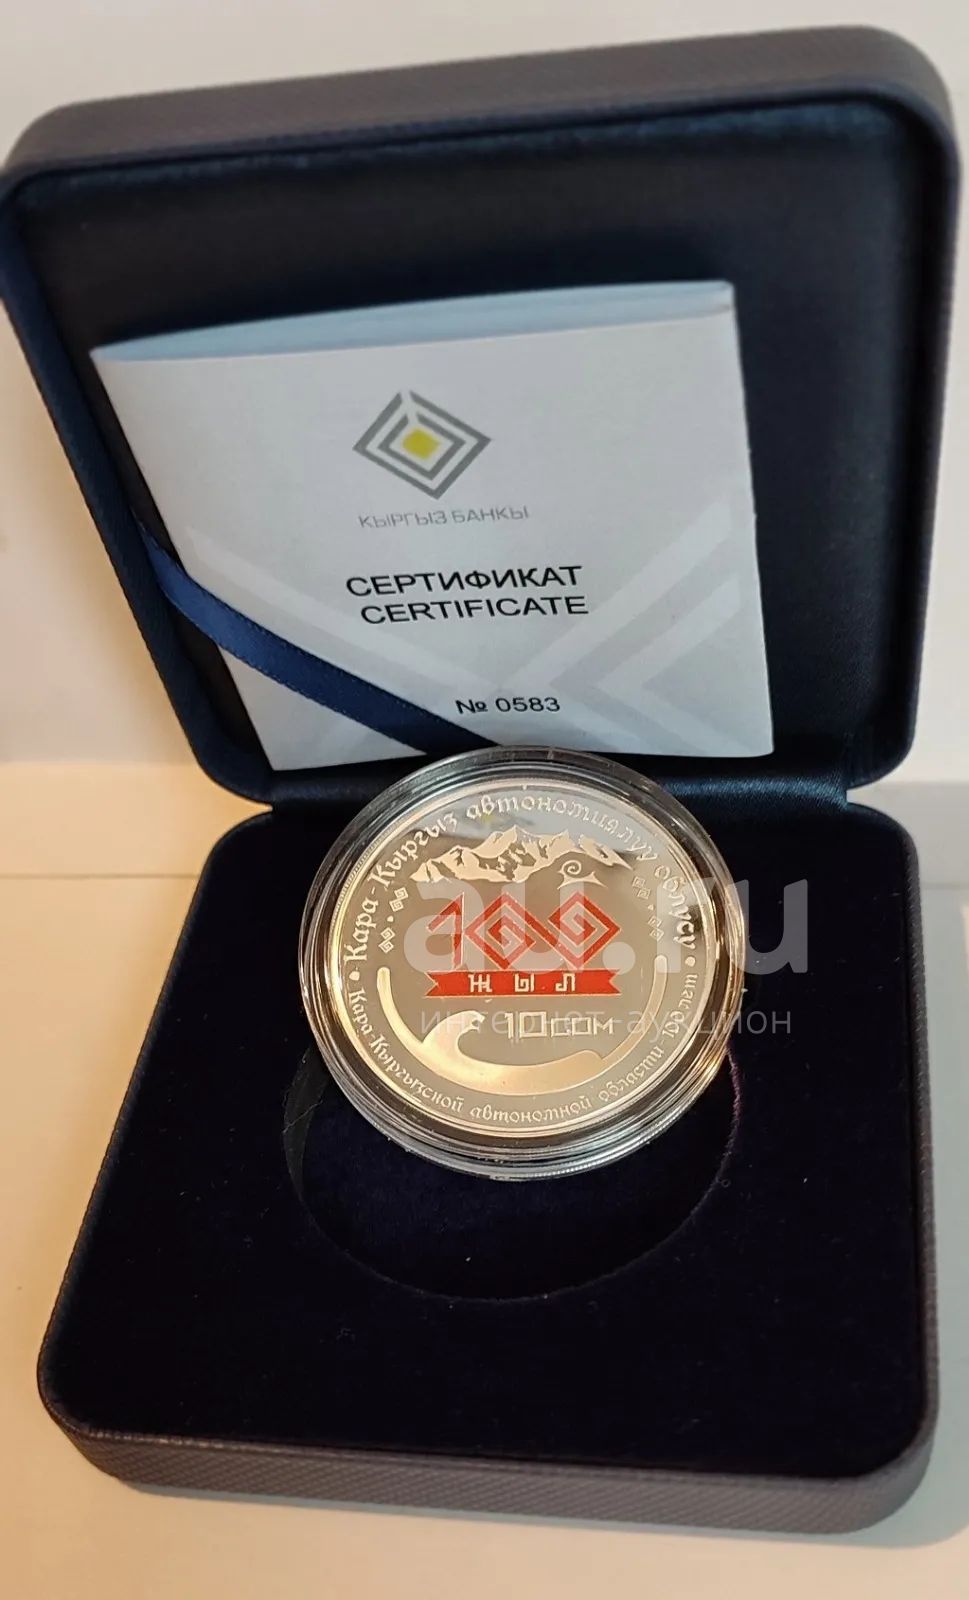 КЫРГЫЗ БАНКЫ
СЕРТИФИКАТ
CERTIFICATE
№ 0583
Кара-Кыргыз автономиялуу облусу
100
ЖЫЛ
10 сом
Кара-Кыргызской автономной области - 100 лет
au.ru
интернет-аукцион